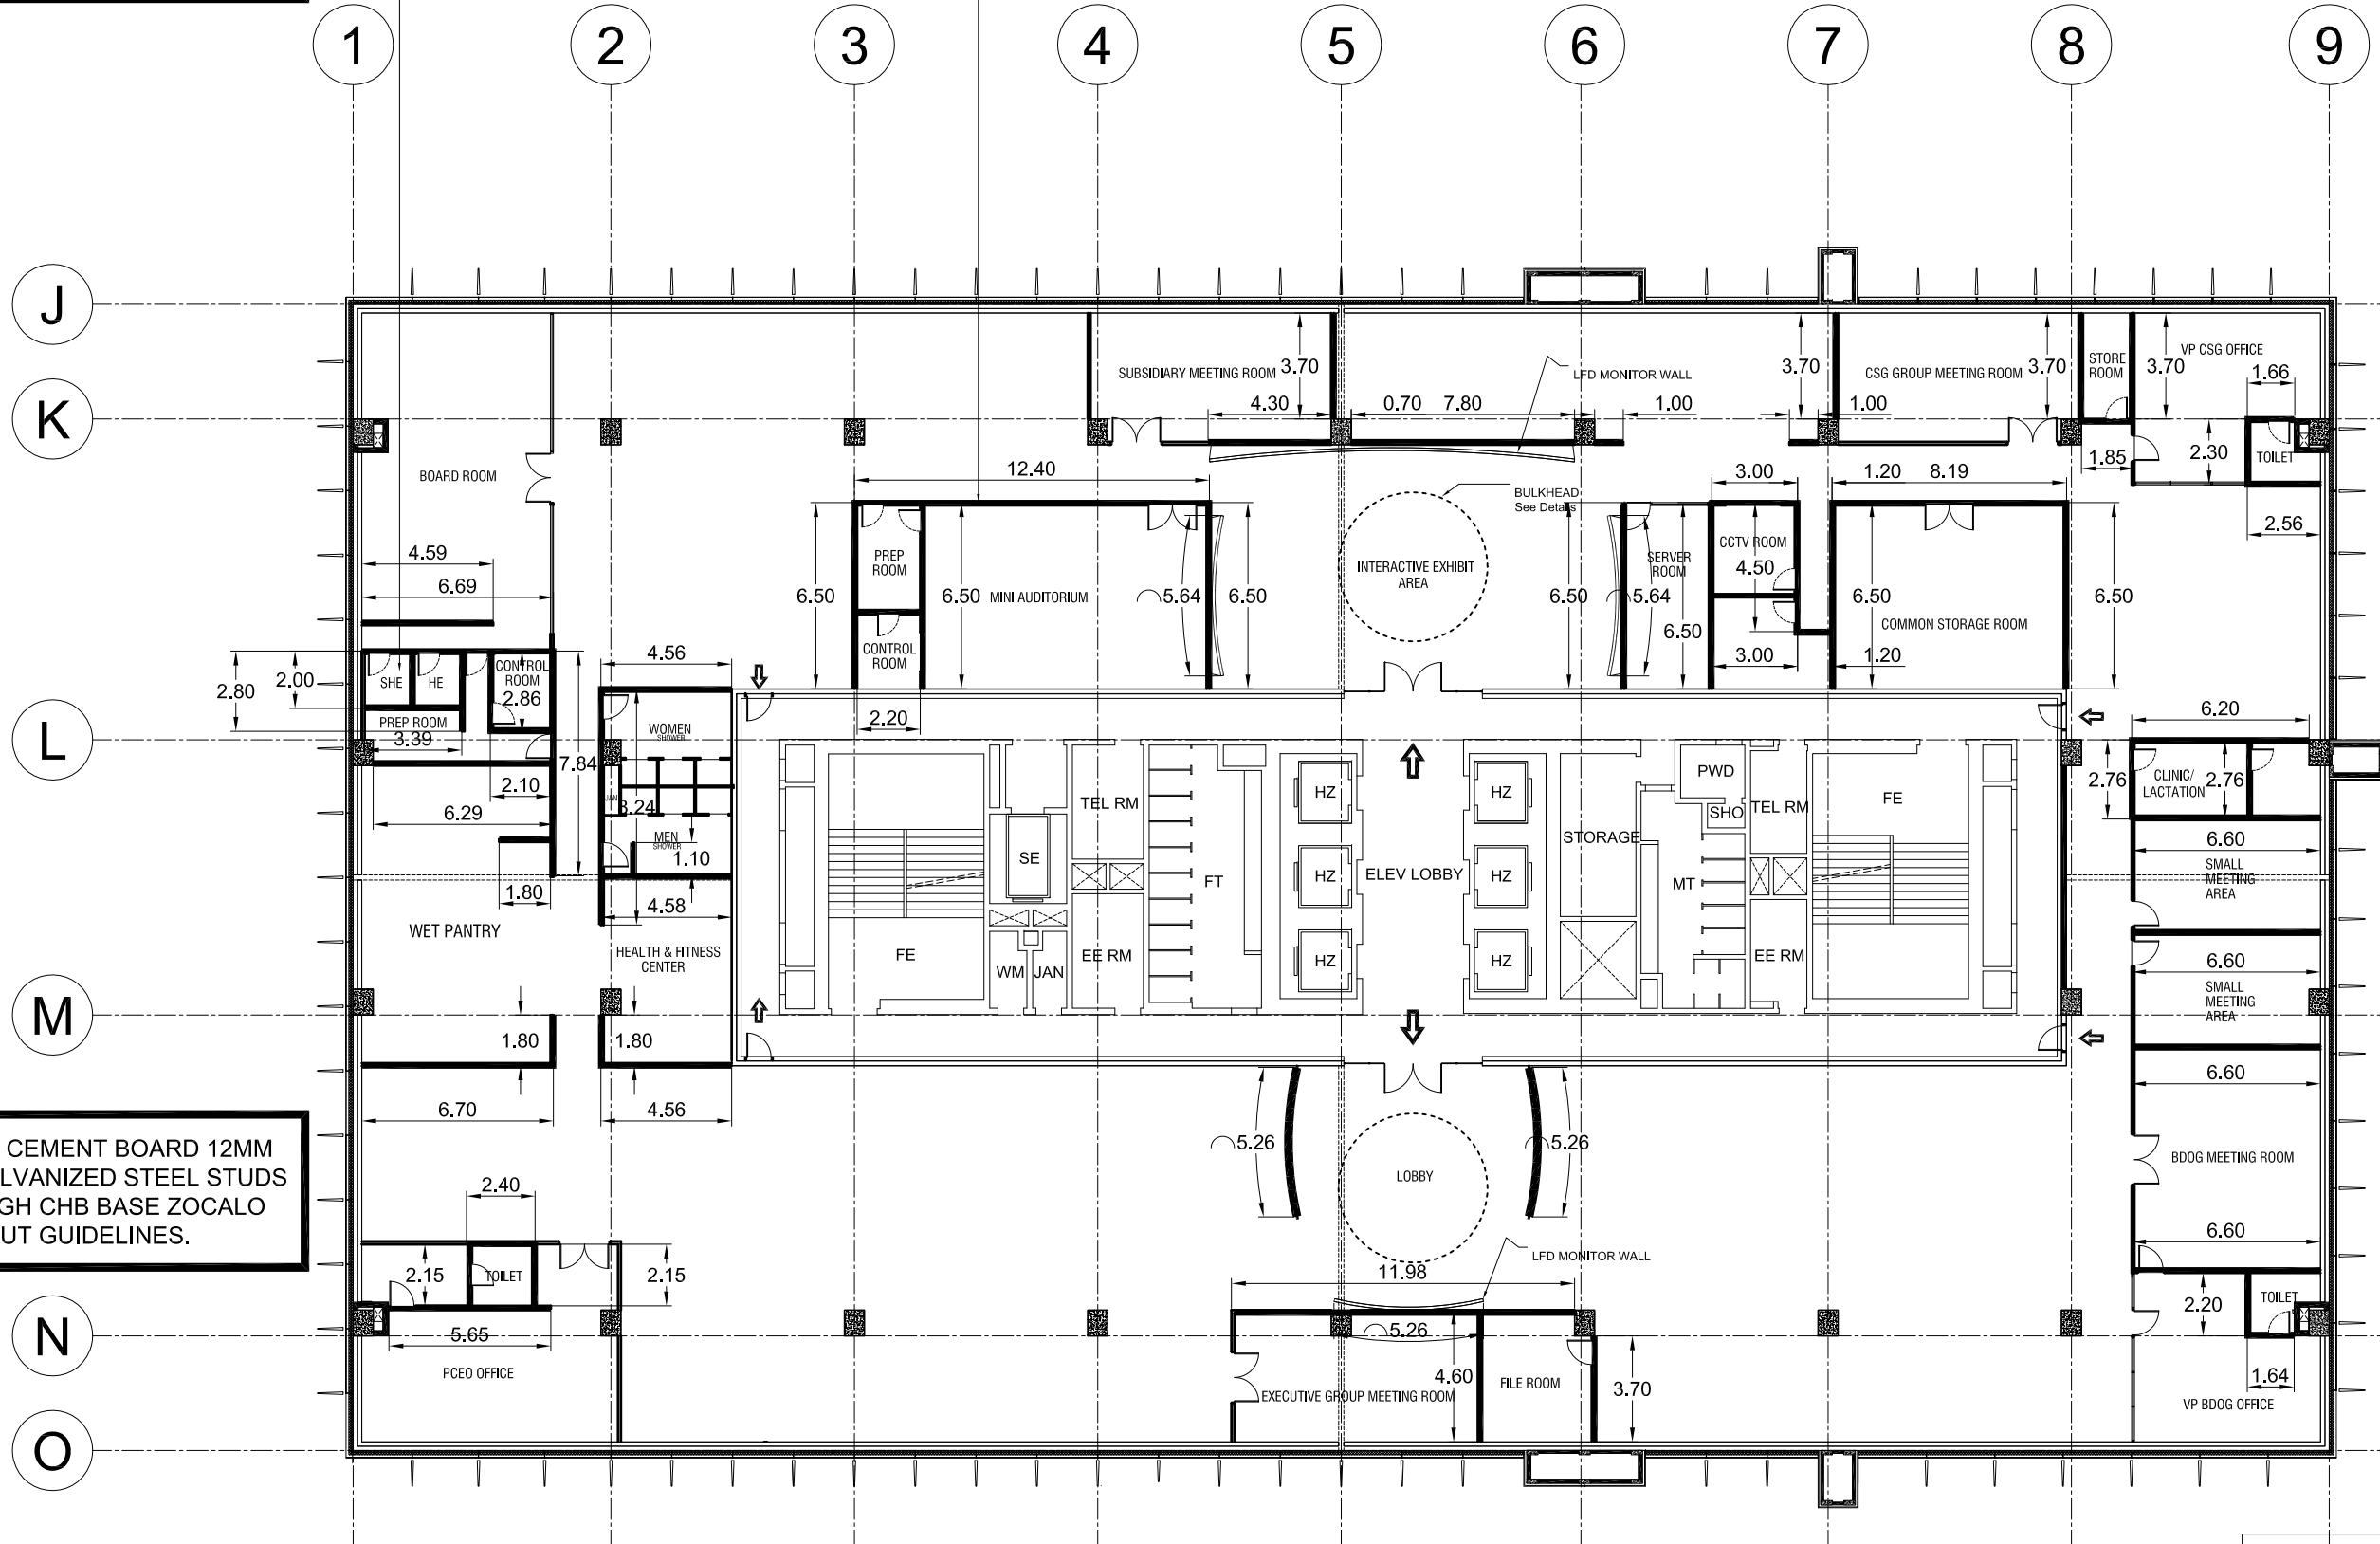 1
2
3
4
5
6
7
8
9
J
K
L
M
N
O
SUBSIDIARY MEETING ROOM
3.70
4.30
0.70
7.80
LFD MONITOR WALL
3.70
1.00
1.00
CSG GROUP MEETING ROOM
3.70
STORE
ROOM
3.70
VP CSG OFFICE
1.66
BOARD ROOM
4.59
6.69
12.40
BULKHEAD
See Details
3.00
1.20
8.19
1.85
2.30
TOILET
2.56
PREP
ROOM
6.50
6.50
MINI AUDITORIUM
5.64
6.50
CONTROL
ROOM
INTERACTIVE EXHIBIT
AREA
6.50
5.64
SERVER
ROOM
6.50
CCTV ROOM
4.50
3.00
6.50
COMMON STORAGE ROOM
1.20
6.50
2.80
2.00
SHE
HE
CONTROL
ROOM
2.86
PREP ROOM
3.39
4.56
2.20
7.84
WOMEN
SHOWER
JAN
3.24
MEN
SHOWER
1.10
2.10
6.29
1.80
WET PANTRY
4.58
HEALTH & FITNESS
CENTER
1.80
1.80
6.70
4.56
TEL RM
SE
FT
FE
WM
JAN
EE RM
HZ
HZ
HZ
ELEV LOBBY
HZ
HZ
HZ
STORAGE
PWD
SHO
TEL RM
MT
EE RM
FE
6.20
2.76
CLINIC/
LACTATION
2.76
6.60
SMALL
MEETING
AREA
6.60
SMALL
MEETING
AREA
6.60
BDOG MEETING ROOM
6.60
CEMENT BOARD 12MM
LVANIZED STEEL STUDS
GH CHB BASE ZOCALO
UT GUIDELINES.
2.40
2.15
TOILET
2.15
5.65
PCEO OFFICE
5.26
LOBBY
5.26
LFD MONITOR WALL
11.98
5.26
4.60
EXECUTIVE GROUP MEETING ROOM
FILE ROOM
3.70
2.20
TOILET
1.64
VP BDOG OFFICE